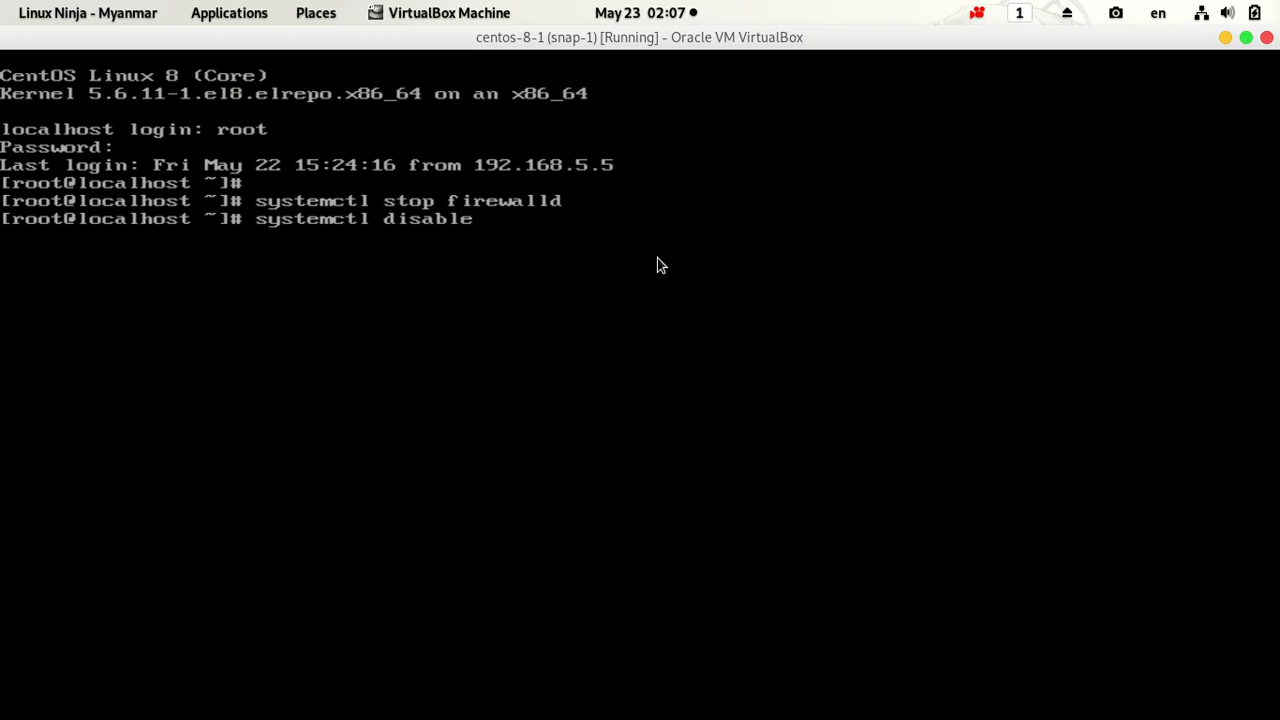 Linux Ninja - Myanmar Applications Places VirtualBox Machine May 23 02:07 1 en
centos-8-1 (snap-1) [Running] - Oracle VM VirtualBox
CentOS Linux 8 (Core)
Kernel 5.6.11-1.el8.elrepo.x86_64 on an x86_64
localhost login: root
Password:
Last login: Fri May 22 15:24:16 from 192.168.5.5
[root@localhost ~]#
[root@localhost ~]# systemctl stop firewalld
[root@localhost ~]# systemctl disable